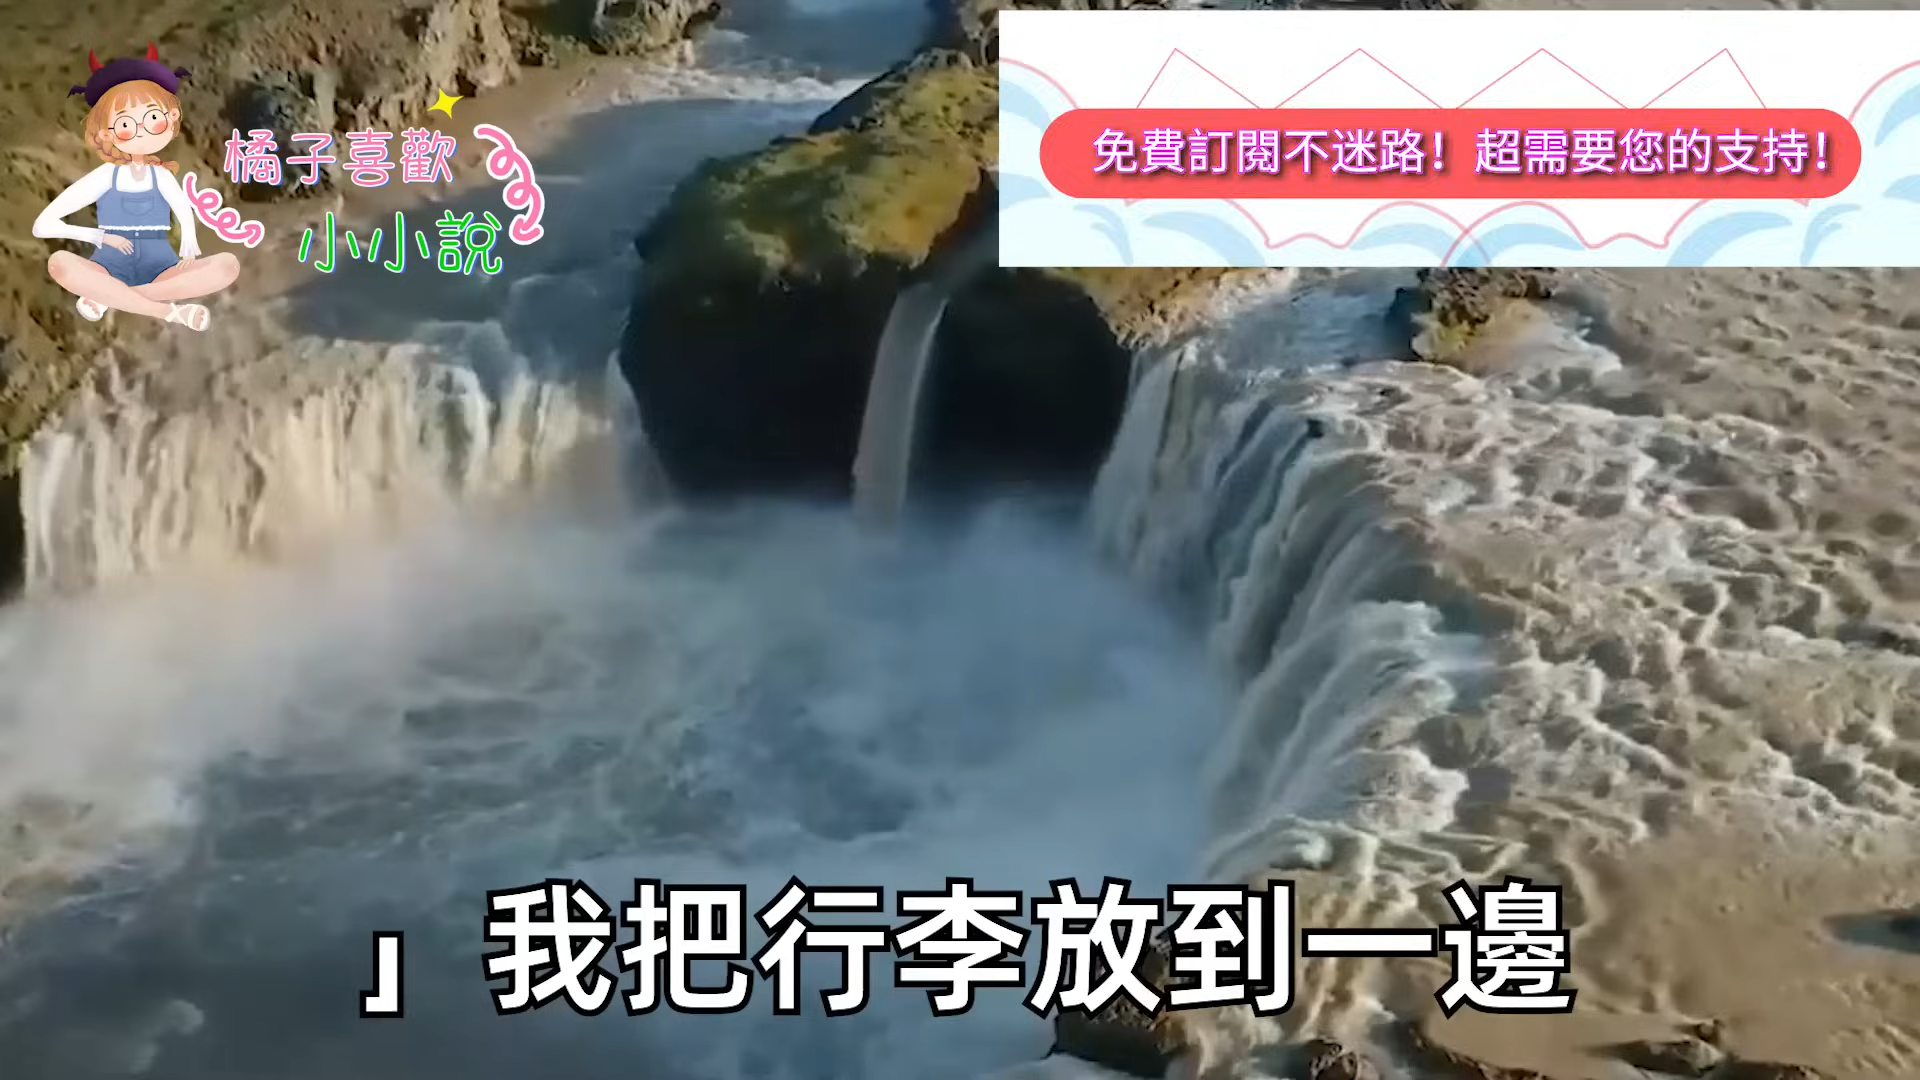 橘子喜歡
小小說
免費訂閱不迷路！超需要您的支持！
」我把行李放到一邊